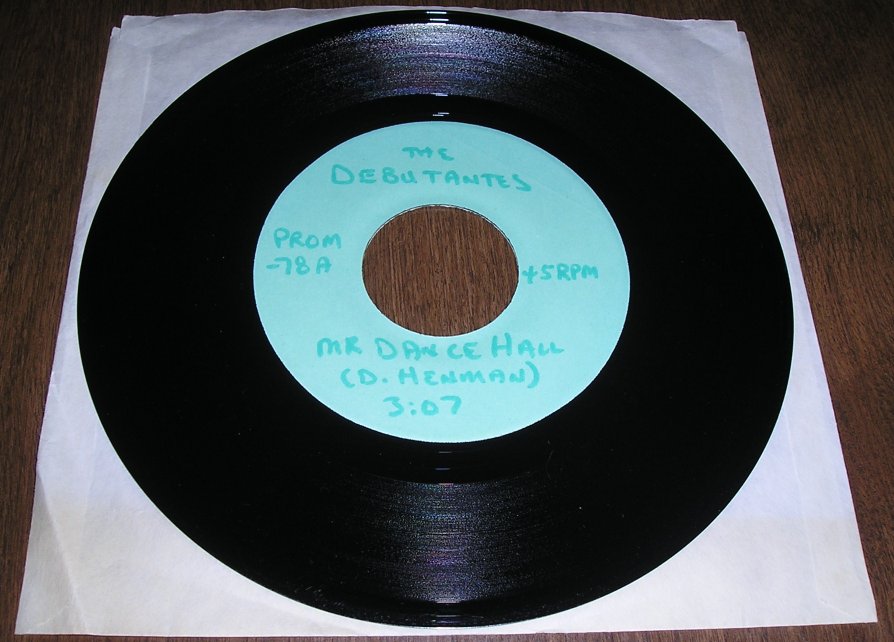 THE
DEBUTANTES
PROM
-78A
45RPM
MR DANCE HALL
(D. HENMAN)
3:07